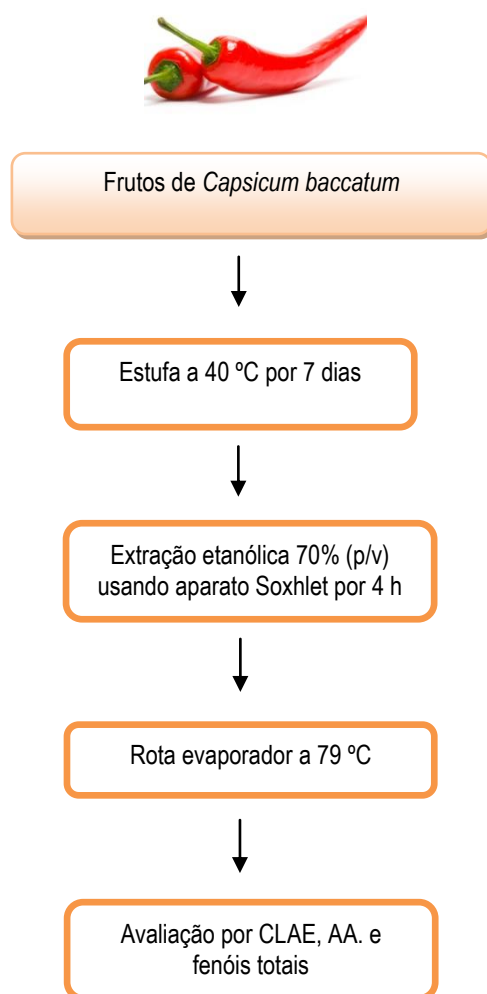 Frutos de Capsicum baccatum
Estufa a 40 ºC por 7 dias
Extração etanólica 70% (p/v)
usando aparato Soxhlet por 4 h
Rota evaporador a 79 ºC
Avaliação por CLAE, AA. e
fenóis totais